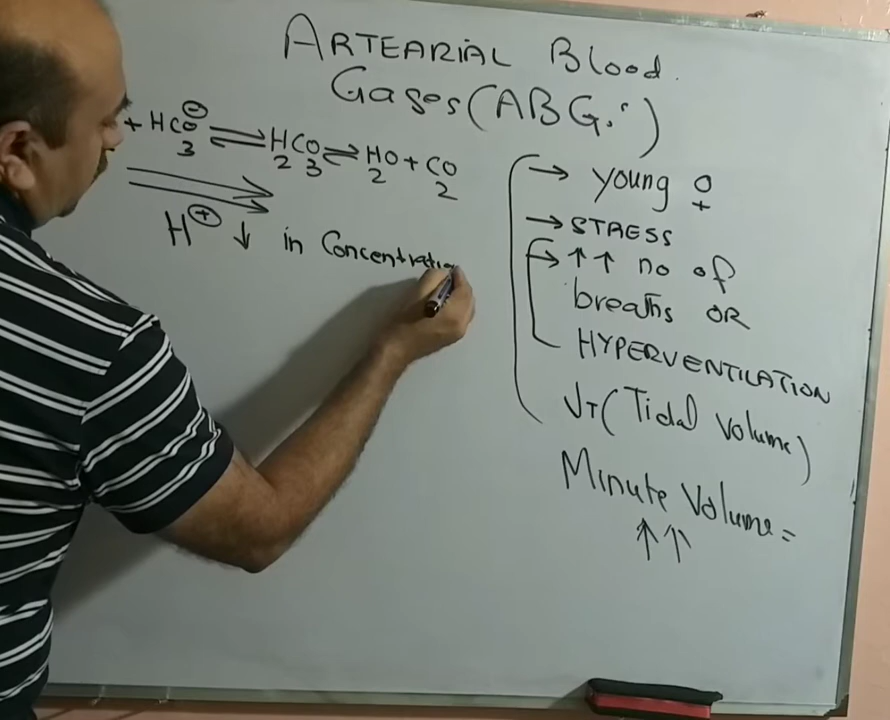 ARTEARIAL Blood.
Gases (ABG.s)
+ HCO3⊖ ⇌ H2CO3 ⇌ H2O + CO2
H⊕ ↓ in Concentration
→ young ♀
→ STRESS
→ ↑↑ no of
breaths OR
HYPERVENTILATION
VT (Tidal Volume)
Minute Volume =
↑↑